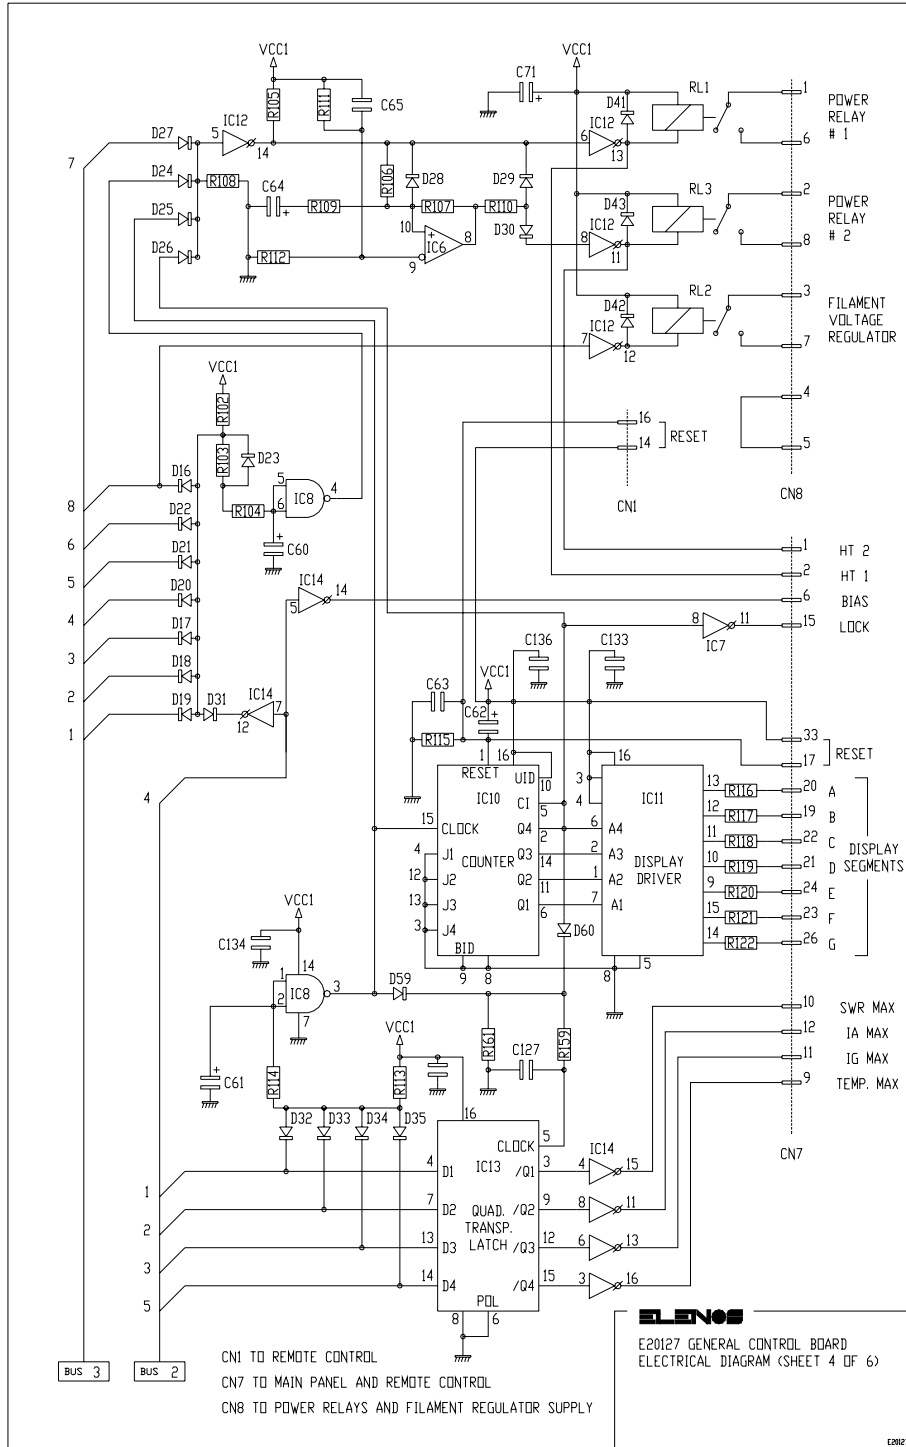 VCC1
VCC1
C71
RL1
1
R105
R111
C65
D41
POWER
RELAY
# 1
D27
5
IC12
14
6
IC12
13
6
7
D24
R108
C64
R109
R106
D28
R107
D29
R110
RL3
D43
2
POWER
RELAY
# 2
D25
D30
10
IC6
8
8
IC12
11
8
D26
R112
9
RL2
D42
3
FILAMENT
VOLTAGE
REGULATOR
IC12
7
12
7
VCC1
R102
4
16
RESET
14
5
R103
D23
D16
5
IC8
4
CN1
CN8
8
R104
6
D22
6
C60
1
HT 2
D21
5
IC14
14
2
HT 1
D20
4
5
6
BIAS
D17
3
8
IC7
11
15
LOCK
D18
2
C63
VCC1
C136
C133
D19
D31
IC14
7
12
C62
1
R115
33
RESET
17
1
RESET
16
UID
10
16
3
4
4
IC10
CI
5
IC11
13
R116
20
A
15
CLOCK
Q4
2
6
A4
12
R117
19
B
4
J1
COUNTER
Q3
14
2
A3
DISPLAY
DRIVER
11
R118
22
C
DISPLAY
SEGMENTS
12
J2
Q2
11
1
A2
10
R119
21
D
13
J3
Q1
6
7
A1
9
R120
24
E
3
J4
15
R121
23
F
VCC1
BID
D60
14
R122
26
G
C134
9
8
8
5
14
1
2
IC8
3
D59
7
10
SWR MAX
R161
C127
R159
12
IA MAX
VCC1
11
IG MAX
C61
R114
R113
9
TEMP. MAX
D32
D33
D34
D35
16
CLOCK
5
CN7
4
D1
IC13
/Q1
3
4
IC14
15
1
7
D2
QUAD.
TRANSP.
LATCH
/Q2
9
8
11
2
13
D3
/Q3
12
6
13
3
14
D4
/Q4
15
3
16
5
POL
8
6
ELENOS
E20127 GENERAL CONTROL BOARD
ELECTRICAL DIAGRAM (SHEET 4 OF 6)
BUS 3
BUS 2
CN1 TO REMOTE CONTROL
CN7 TO MAIN PANEL AND REMOTE CONTROL
CN8 TO POWER RELAYS AND FILAMENT REGULATOR SUPPLY